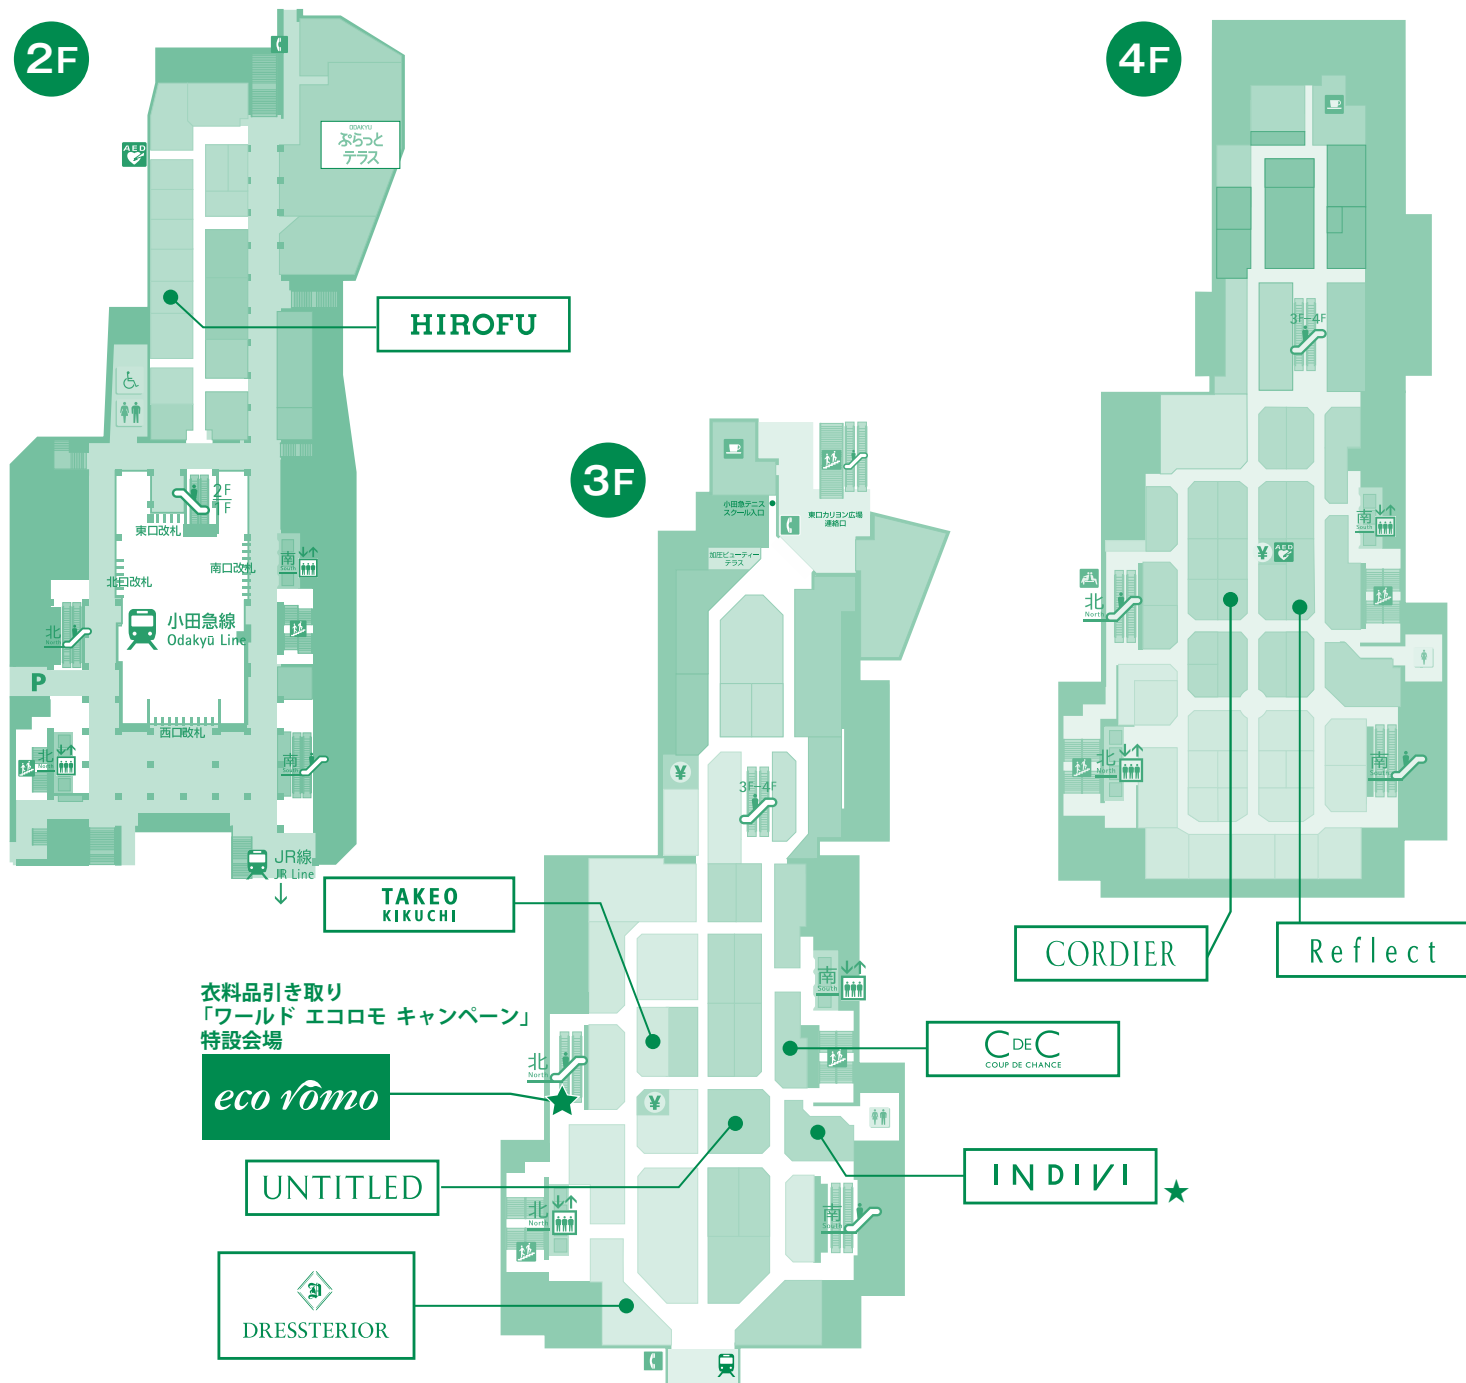 2F
ODAKYU
ぷらっと
テラス
AED
HIROFU
2F
1F
東口改札
北口改札
南口改札
小田急線
Odakyū Line
南
South
北
North
P
西口改札
北
North
南
South
JR線
JR Line
3F
小田急テニス
スクール入口
東口カリヨン広場
連絡口
加圧ビューティー
テラス
¥
3F–4F
TAKEO
KIKUCHI
衣料品引き取り
「ワールド エコロモ キャンペーン」
特設会場
eco romo
北
North
南
South
C DE C
COUP DE CHANCE
¥
UNTITLED
INDIVI
北
North
南
South
DRESSTERIOR
4F
3F–4F
南
South
¥
AED
北
North
北
North
南
South
CORDIER
Reflect